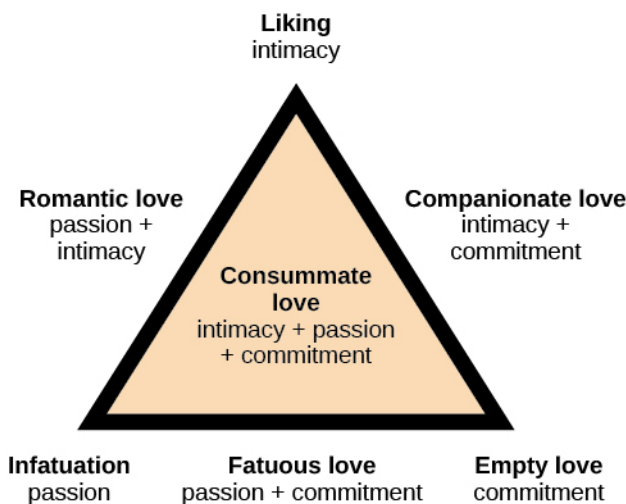 Liking
intimacy
Romantic love
passion +
intimacy
Companionate love
intimacy +
commitment
Consummate
love
intimacy + passion
+ commitment
Infatuation
passion
Fatuous love
passion + commitment
Empty love
commitment